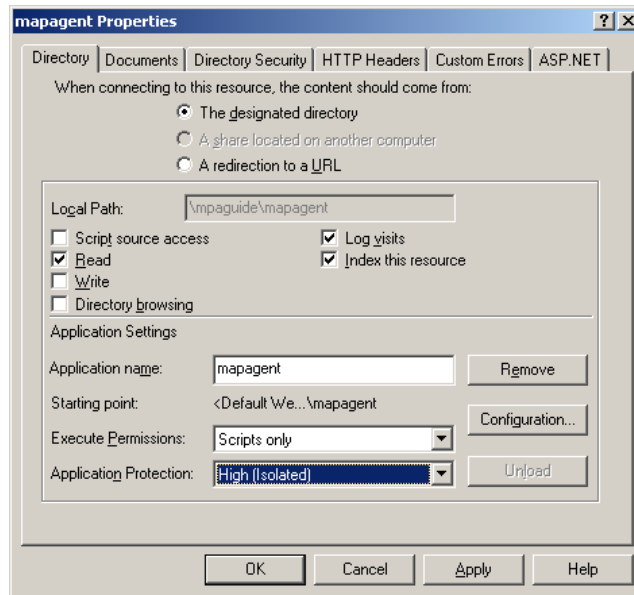 mapagent Properties
Directory Documents Directory Security HTTP Headers Custom Errors ASP.NET
When connecting to this resource, the content should come from:
The designated directory
A share located on another computer
A redirection to a URL
Local Path: \mpaguide\mapagent
Script source access Log visits
Read Index this resource
Write
Directory browsing
Application Settings
Application name: mapagent Remove
Starting point: <Default We...\mapagent
Configuration...
Execute Permissions: Scripts only
Application Protection: High (Isolated) Unload
OK Cancel Apply Help